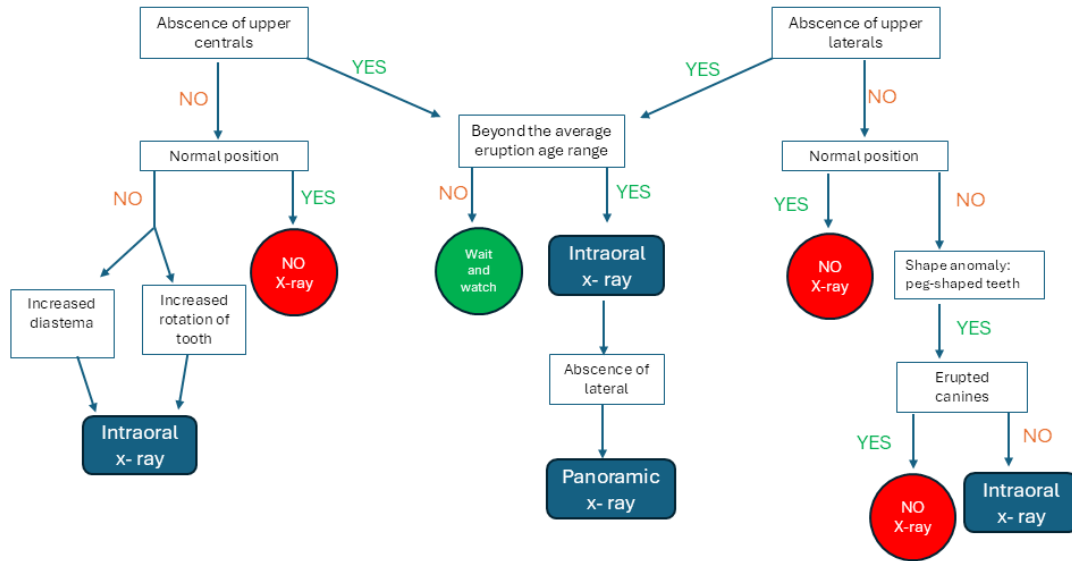 Abscence of upper
centrals
Abscence of upper
laterals
YES
YES
NO
NO
Beyond the average
eruption age range
Normal position
Normal position
NO
YES
NO
YES
YES
NO
NO
X-ray
Wait
and
watch
Intraoral
x- ray
NO
X-ray
Shape anomaly:
peg-shaped teeth
Increased
diastema
Increased
rotation of
tooth
YES
Absence of
lateral
Erupted
canines
Intraoral
x- ray
YES
NO
Panoramic
x- ray
NO
X-ray
Intraoral
x- ray